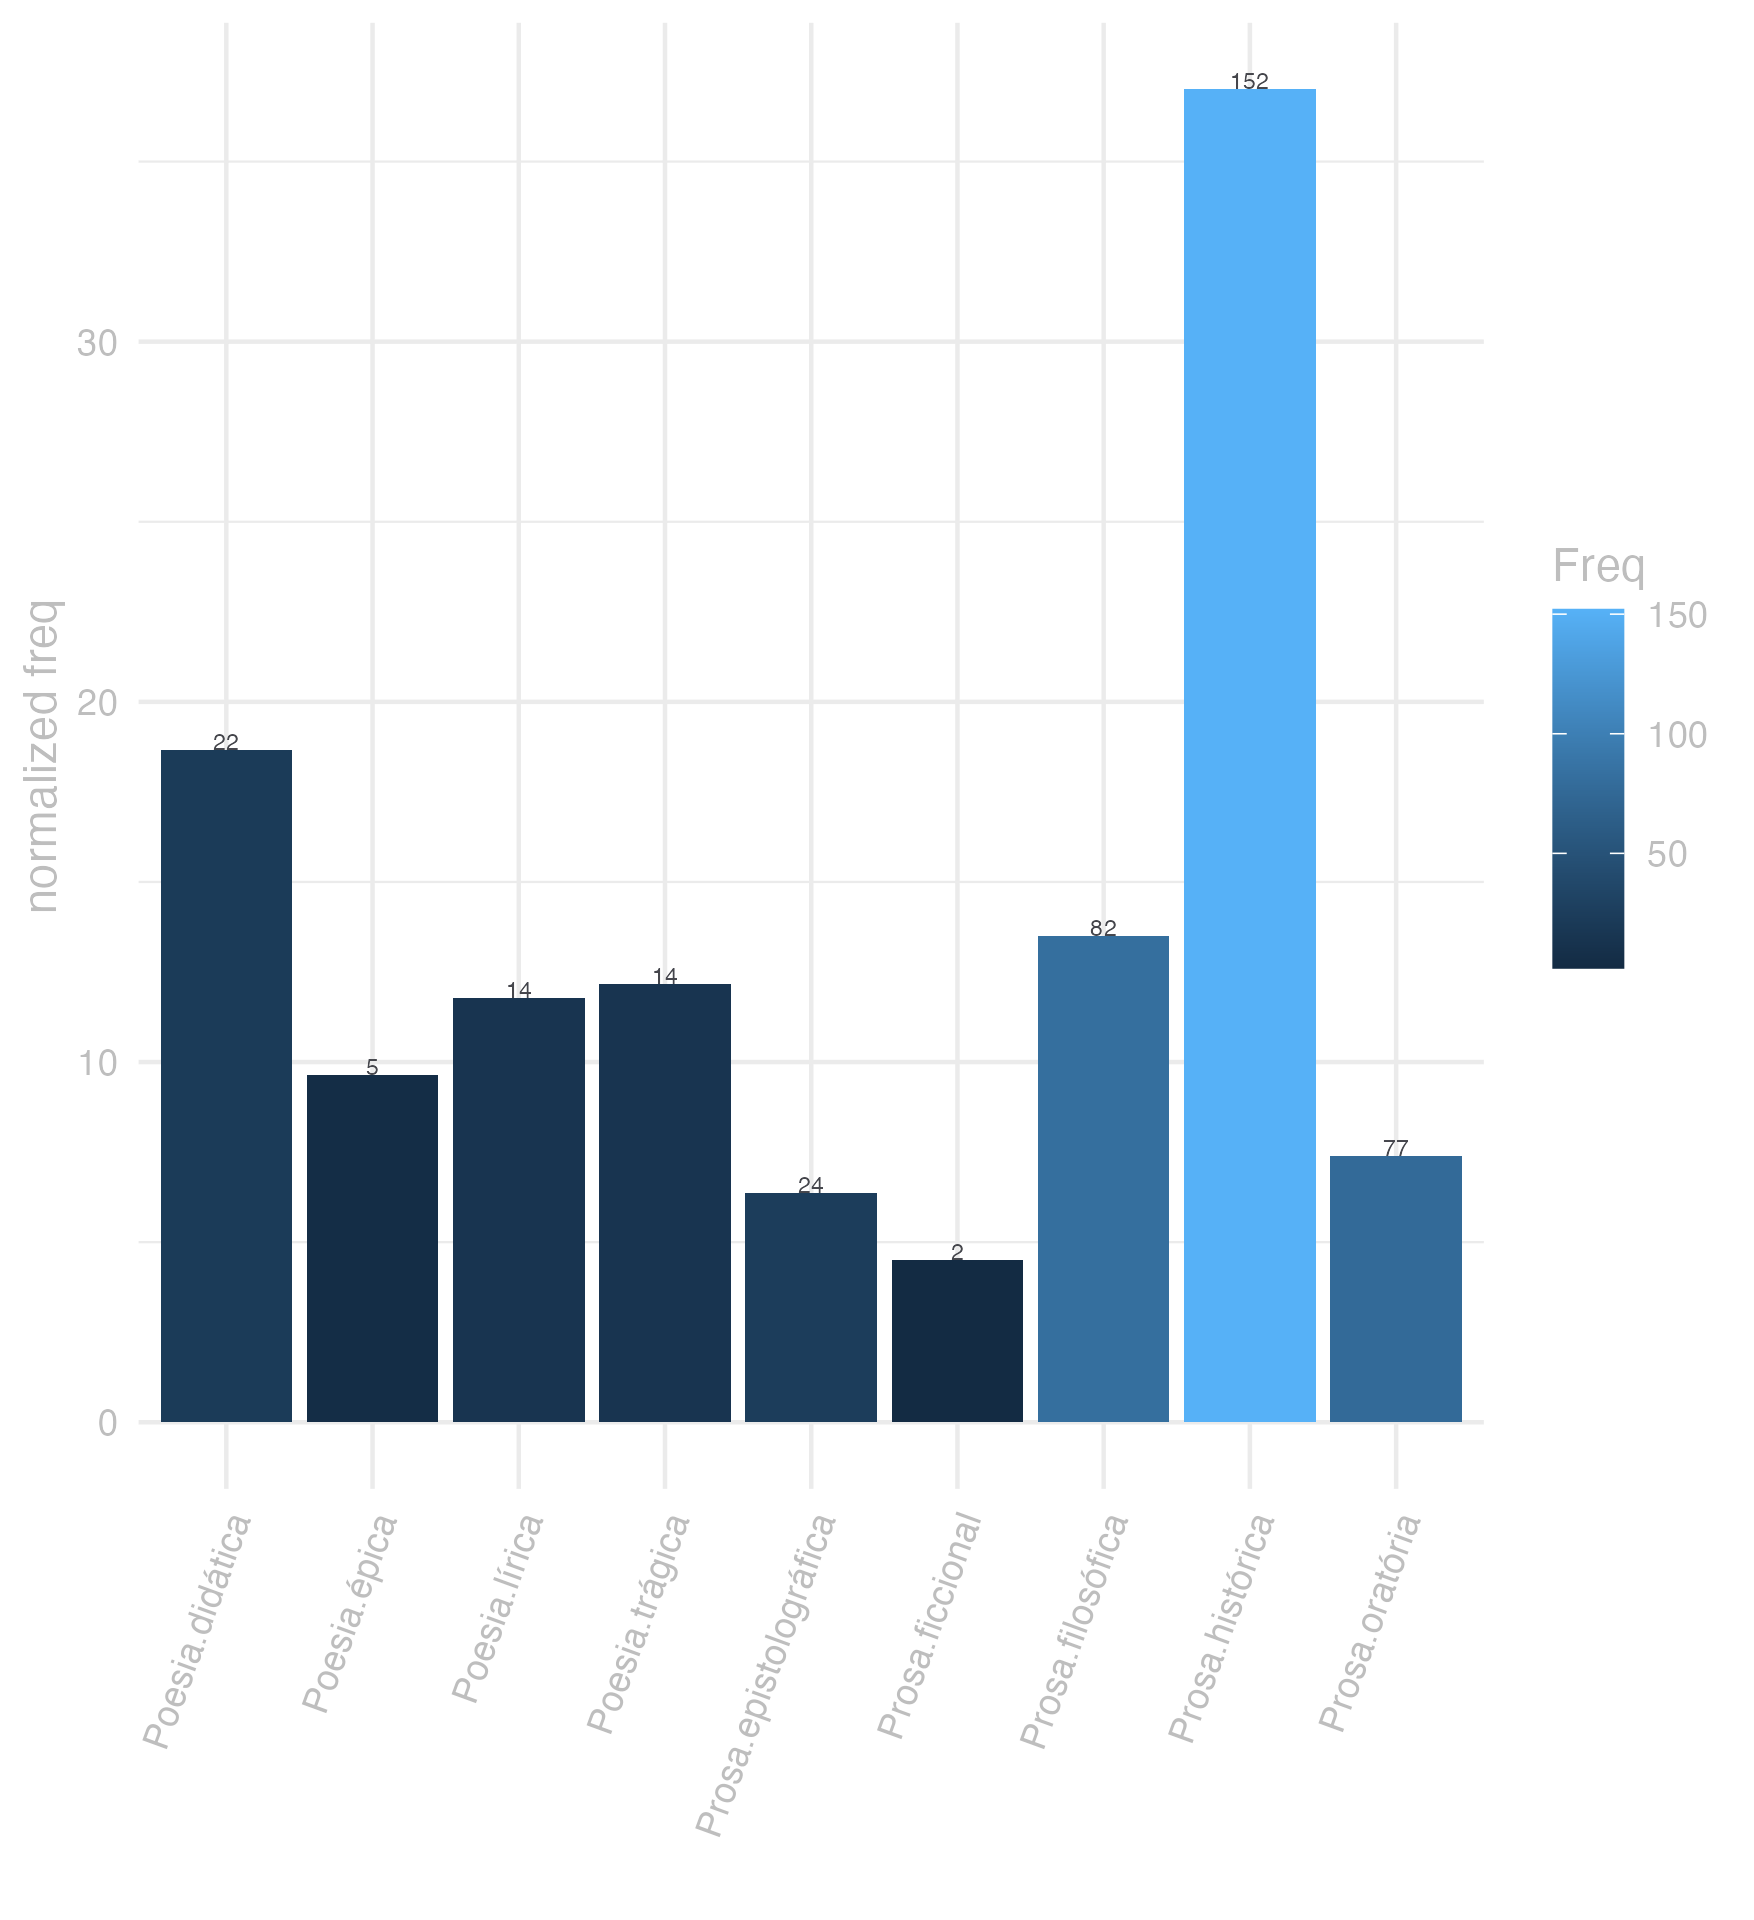 152
30
normalized freq
20
22
82
14
14
10
5
77
24
2
0
Freq
150
100
50
Poesia.didática
Poesia.épica
Poesia.lírica
Poesia.trágica
Prosa.epistolográfica
Prosa.ficcional
Prosa.filosófica
Prosa.histórica
Prosa.oratória